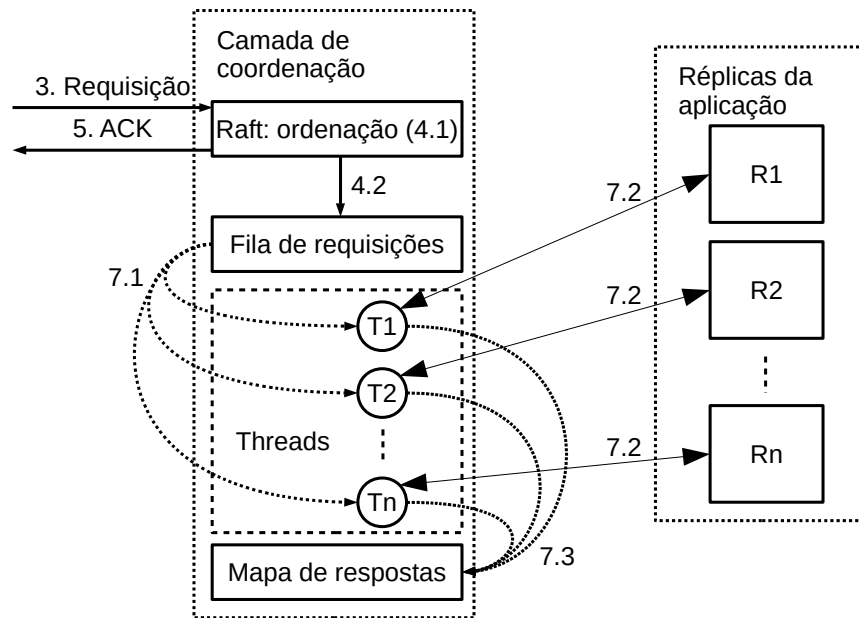 Camada de
coordenação
3. Requisição
5. ACK
Raft: ordenação (4.1)
4.2
Fila de requisições
7.1
T1
T2
Threads
Tn
Mapa de respostas
7.3
7.2
7.2
7.2
Réplicas da
aplicação
R1
R2
Rn